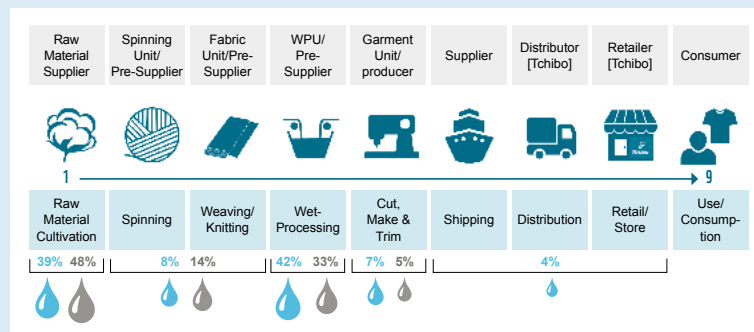 Raw
Material
Supplier
Spinning
Unit/
Pre-Supplier
Fabric
Unit/Pre-
Supplier
WPU/
Pre-
Supplier
Garment
Unit/
producer
Supplier
Distributor
[Tchibo]
Retailer
[Tchibo]
Consumer
1
9
Raw
Material
Cultivation
Spinning
Weaving/
Knitting
Wet-
Processing
Cut,
Make &
Trim
Shipping
Distribution
Retail/
Store
Use/
Consump-
tion
39% 48%
8% 14%
42% 33%
7% 5%
4%